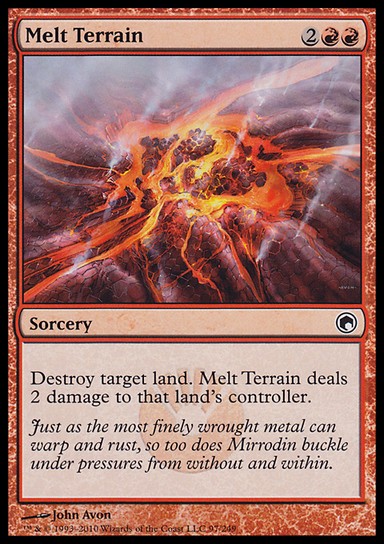 Melt Terrain 2
Sorcery
Destroy target land. Melt Terrain deals
2 damage to that land's controller.
Just as the most finely wrought metal can
warp and rust, so too does Mirrodin buckle
under pressures from without and within.
John Avon
™ & © 1993-2010 Wizards of the Coast LLC 97/249